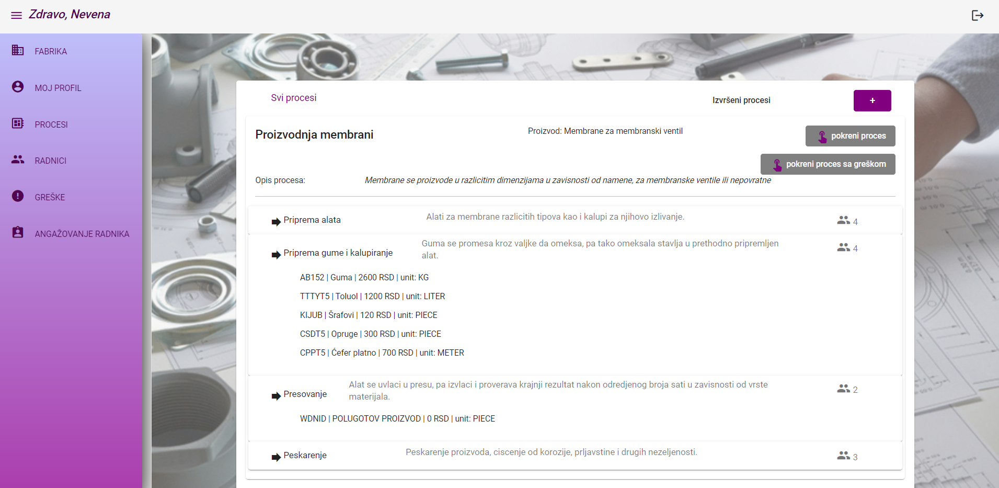 Zdravo, Nevena
FABRIKA
MOJ PROFIL
PROCESI
RADNICI
GREŠKE
ANGAŽOVANJE RADNIKA
Svi procesi
Izvršeni procesi
+
Proizvodnja membrani
Proizvod: Membrane za membranski ventil
pokreni proces
pokreni proces sa greškom
Opis procesa:
Membrane se proizvode u razlicitim dimenzijama u zavisnosti od namene, za membranske ventile ili nepovratne
Priprema alata
Alati za membrane razlicitih tipova kao i kalupi za njihovo izlivanje.
4
Priprema gume i kalupiranje
Guma se promesa kroz valjke da omeksa, pa tako omeksala stavlja u prethodno pripremljen
alat.
4
AB152 | Guma | 2600 RSD | unit: KG
TTTYT5 | Toluol | 1200 RSD | unit: LITER
KIJUB | Šrafovi | 120 RSD | unit: PIECE
CSDT5 | Opruge | 300 RSD | unit: PIECE
CPPT5 | Ćefer platno | 700 RSD | unit: METER
Presovanje
Alat se uvlaci u presu, pa izvlaci i proverava krajnji rezultat nakon odredjenog broja sati u zavisnosti od vrste
materijala.
2
WDNID | POLUGOTOV PROIZVOD | 0 RSD | unit: PIECE
Peskarenje
Peskarenje proizvoda, ciscenje od korozije, prljavstine i drugih nezeljenosti.
3